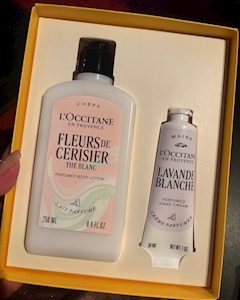 CORPS
L'OCCITANE
EN PROVENCE
FLEURS DE
CERISIER
THÉ BLANC
PERFUMED BODY LOTION
LAIT PARFUMÉ
250 ML
8.4 FL.OZ.
MAINS
L'OCCITANE
EN PROVENCE
LAVANDE
BLANCHE
PERFUMED
HAND CREAM
CRÈME PARFUMÉE
30 ML
NET WT. 1 OZ.